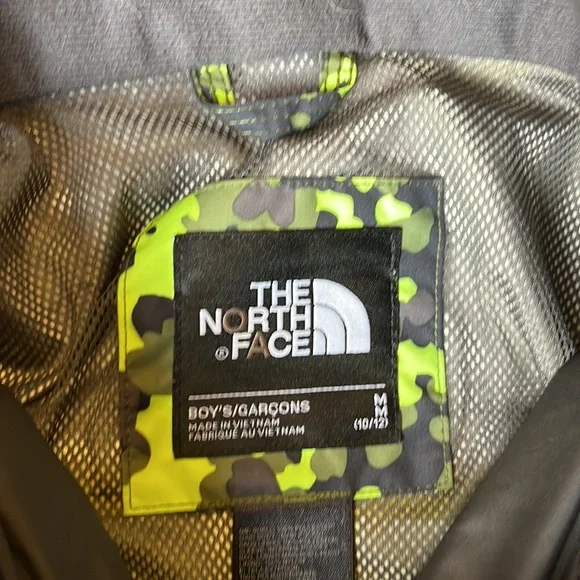 THE
NORTH
® FACE
BOY'S/GARÇONS M
MADE IN VIETNAM M
FABRIQUÉ AU VIETNAM (10/12)